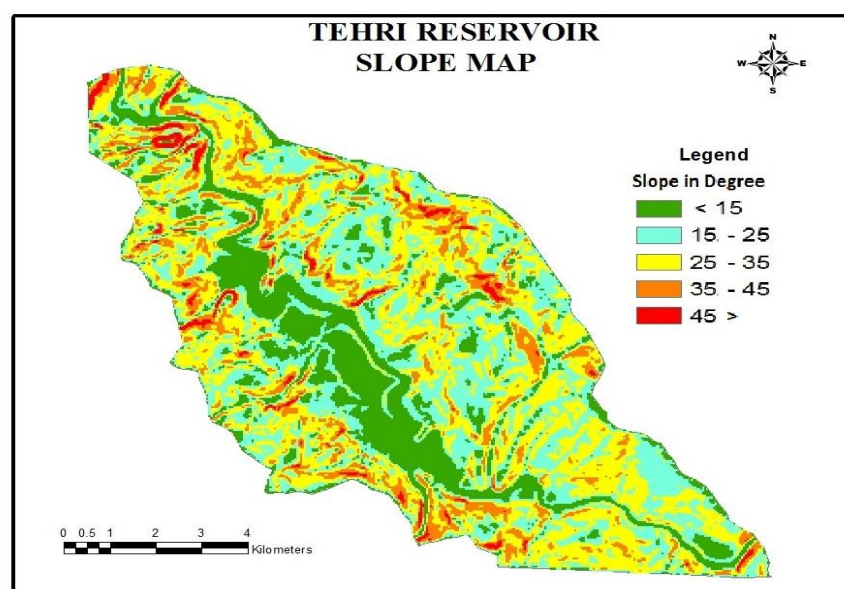 TEHRI RESERVOIR
SLOPE MAP
N
W E
S
Legend
Slope in Degree
< 15
15 - 25
25 - 35
35 - 45
45 >
0 0.5 1 2 3 4
Kilometers